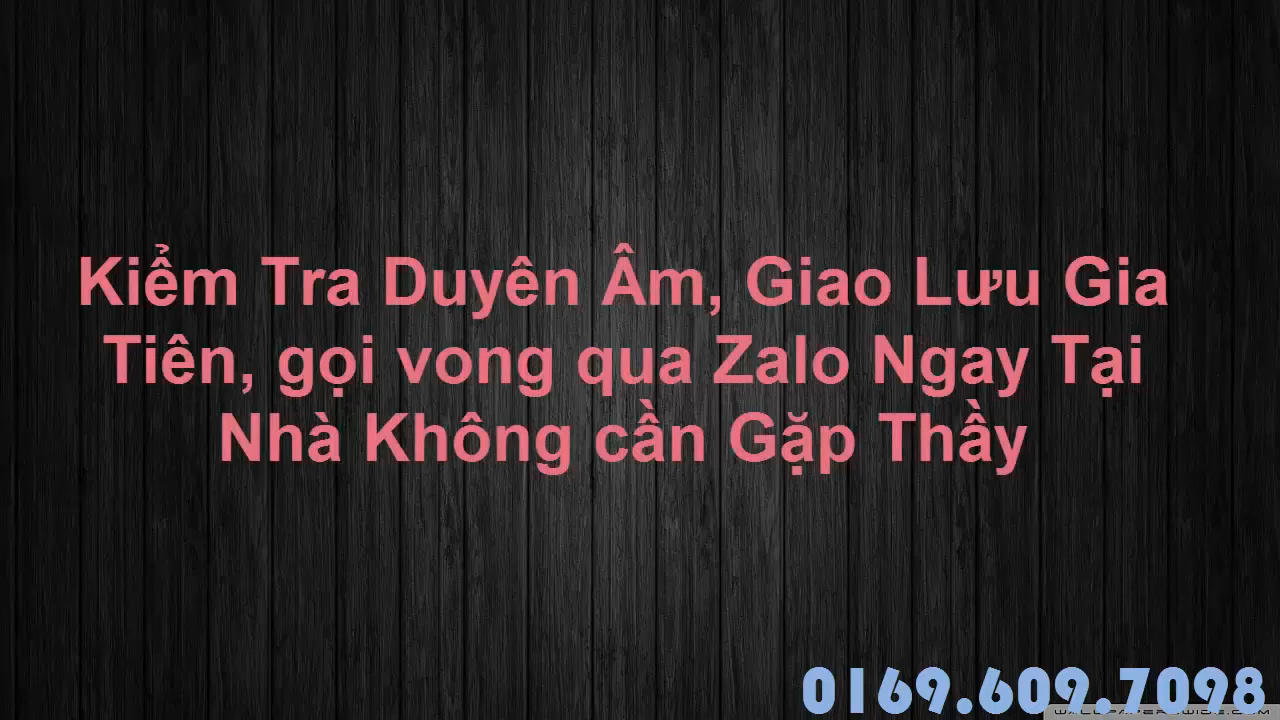 Kiểm Tra Duyên Âm, Giao Lưu Gia
Tiên, gọi vong qua Zalo Ngay Tại
Nhà Không cần Gặp Thầy
0169.609.7098